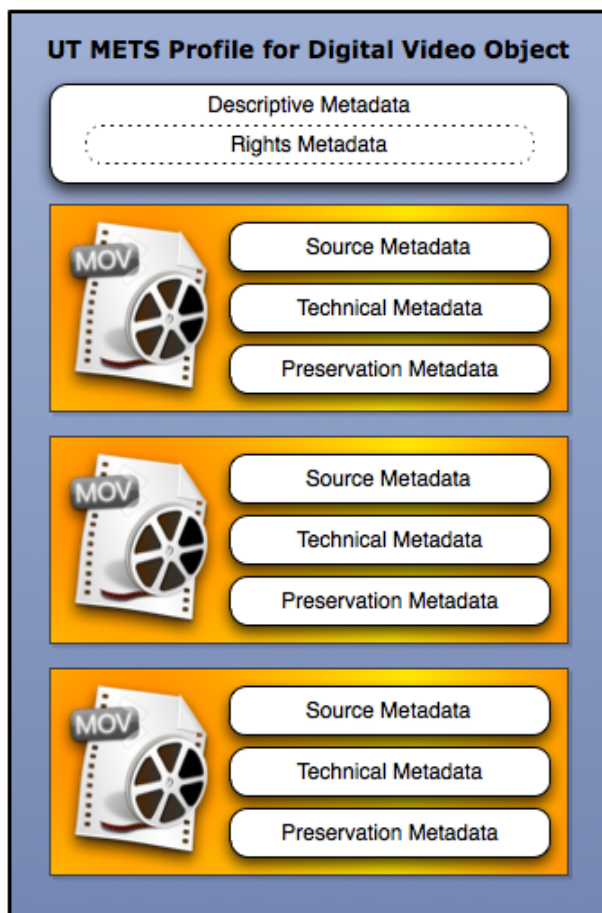 UT METS Profile for Digital Video Object
Descriptive Metadata
Rights Metadata
MOV
Source Metadata
Technical Metadata
Preservation Metadata
MOV
Source Metadata
Technical Metadata
Preservation Metadata
MOV
Source Metadata
Technical Metadata
Preservation Metadata